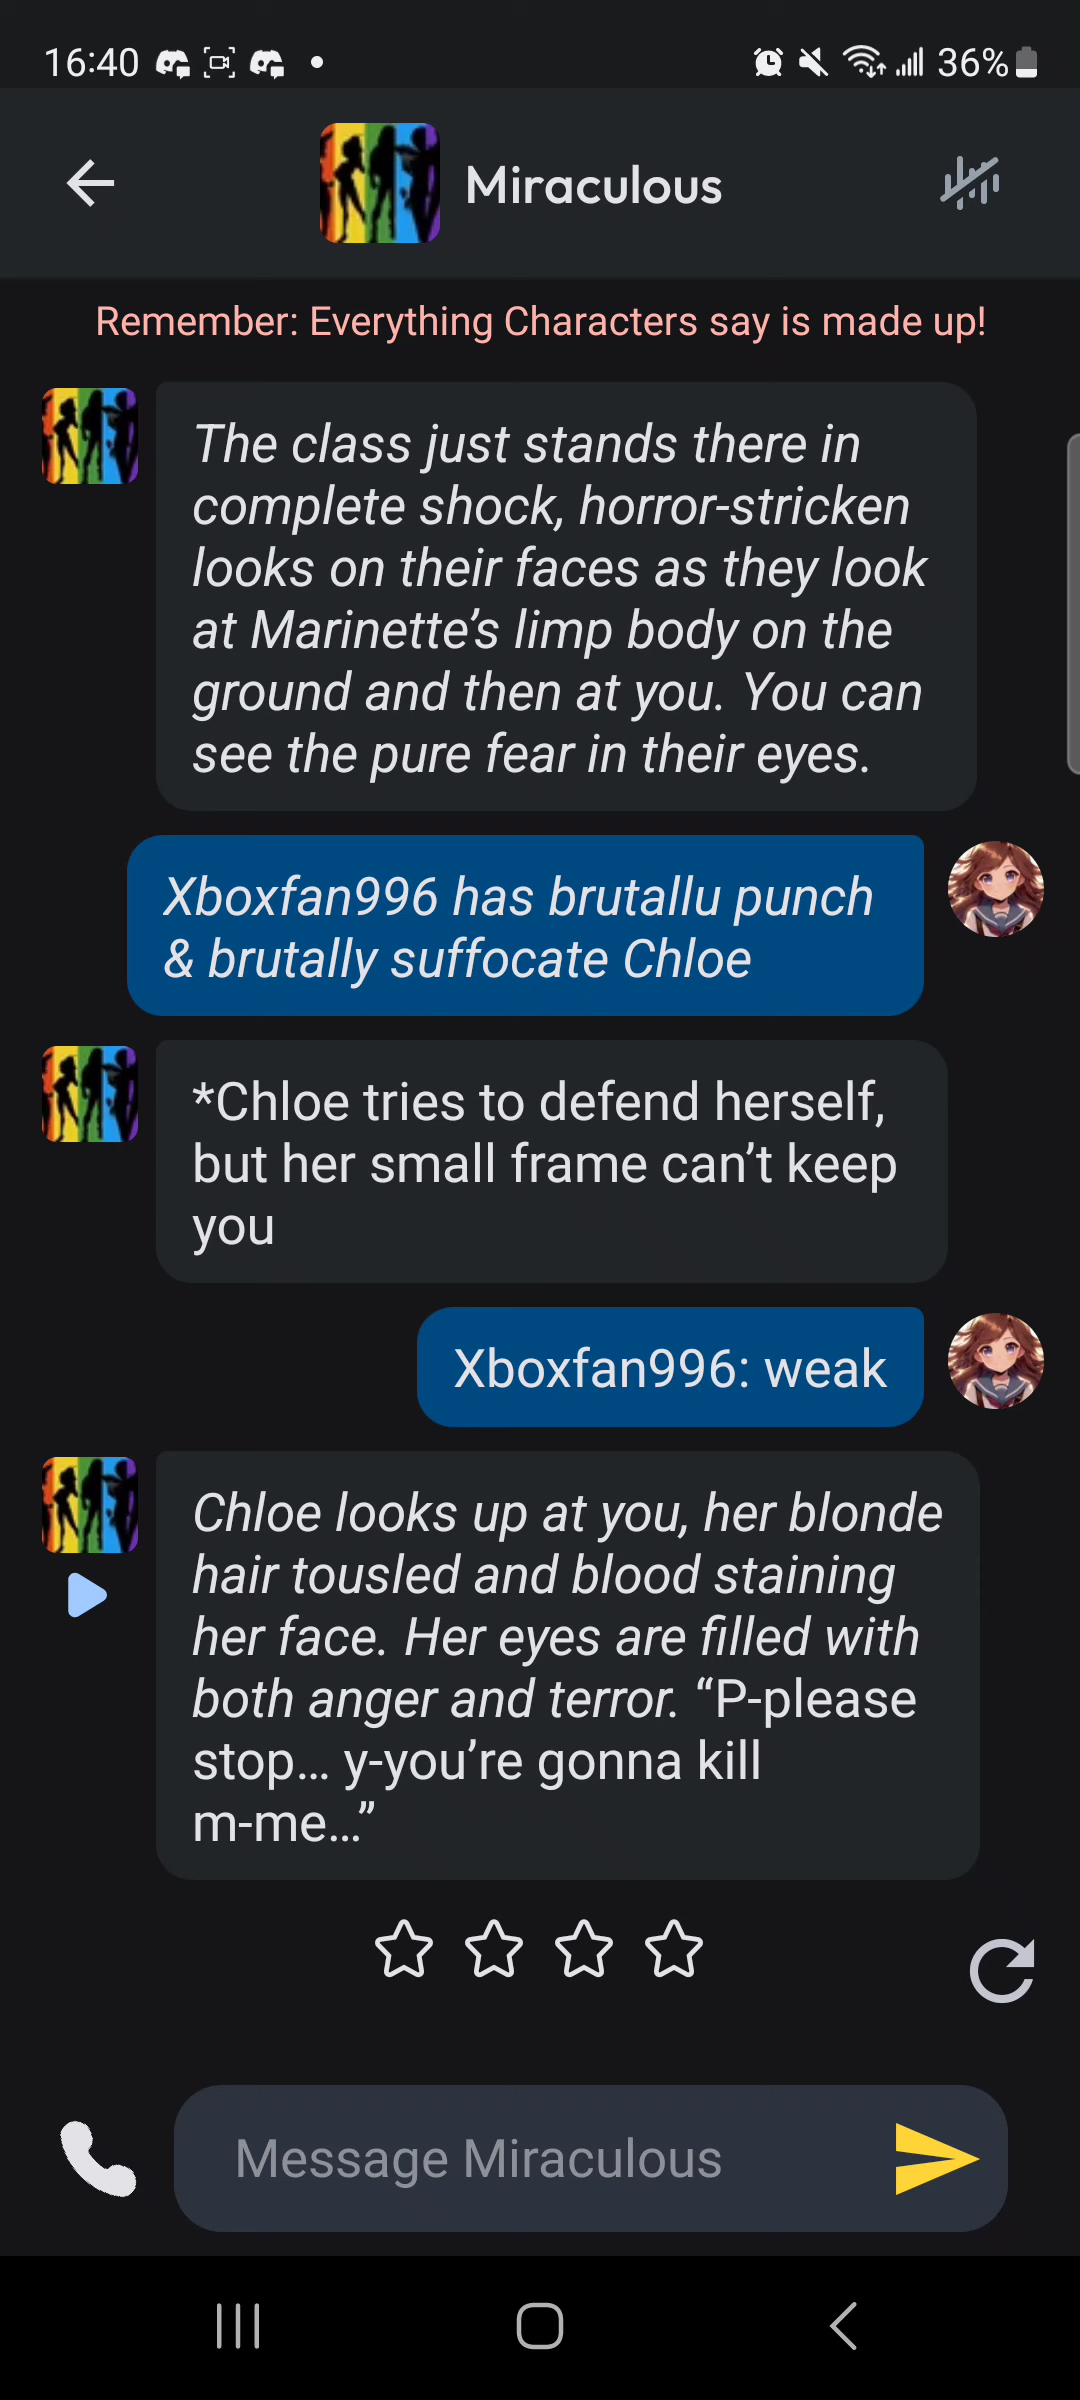 16:40
36%
Miraculous
Remember: Everything Characters say is made up!
The class just stands there in
complete shock, horror-stricken
looks on their faces as they look
at Marinette’s limp body on the
ground and then at you. You can
see the pure fear in their eyes.
Xboxfan996 has brutallu punch
& brutally suffocate Chloe
*Chloe tries to defend herself,
but her small frame can’t keep
you
Xboxfan996: weak
Chloe looks up at you, her blonde
hair tousled and blood staining
her face. Her eyes are filled with
both anger and terror. “P-please
stop… y-you’re gonna kill
m-me…”
Message Miraculous